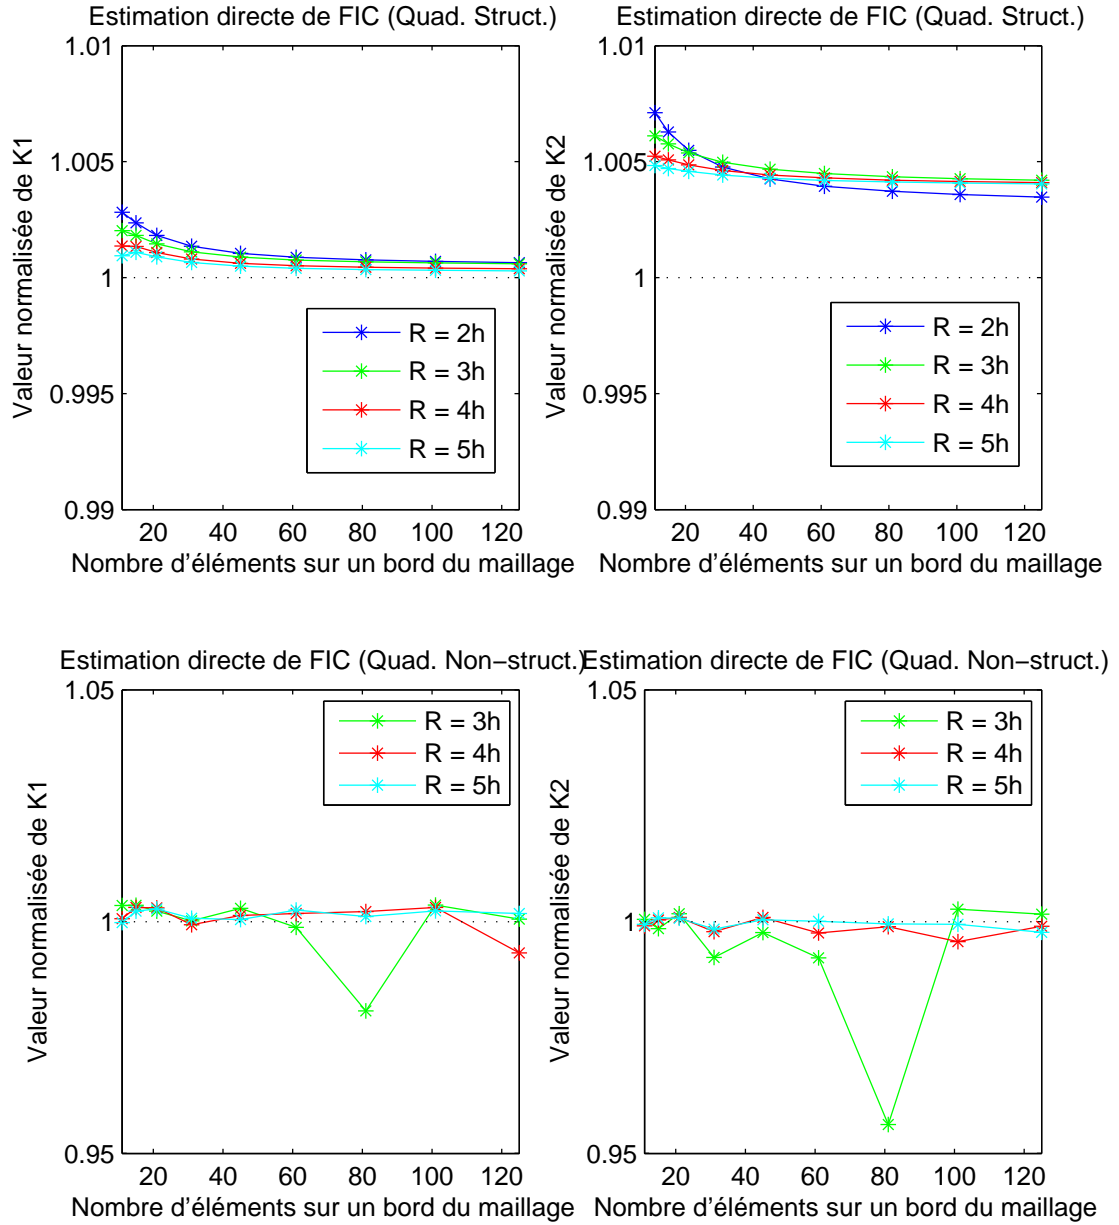 Estimation directe de FIC (Quad. Struct.)
1.01
1.005
1
0.995
0.99
Valeur normalisée de K1
R = 2h
R = 3h
R = 4h
R = 5h
20 40 60 80 100 120
Nombre d'éléments sur un bord du maillage
Estimation directe de FIC (Quad. Struct.)
1.01
1.005
1
0.995
0.99
Valeur normalisée de K2
R = 2h
R = 3h
R = 4h
R = 5h
20 40 60 80 100 120
Nombre d'éléments sur un bord du maillage
Estimation directe de FIC (Quad. Non−struct.)
1.05
1
0.95
Valeur normalisée de K1
R = 3h
R = 4h
R = 5h
20 40 60 80 100 120
Nombre d'éléments sur un bord du maillage
Estimation directe de FIC (Quad. Non−struct.)
1.05
1
0.95
Valeur normalisée de K2
R = 3h
R = 4h
R = 5h
20 40 60 80 100 120
Nombre d'éléments sur un bord du maillage